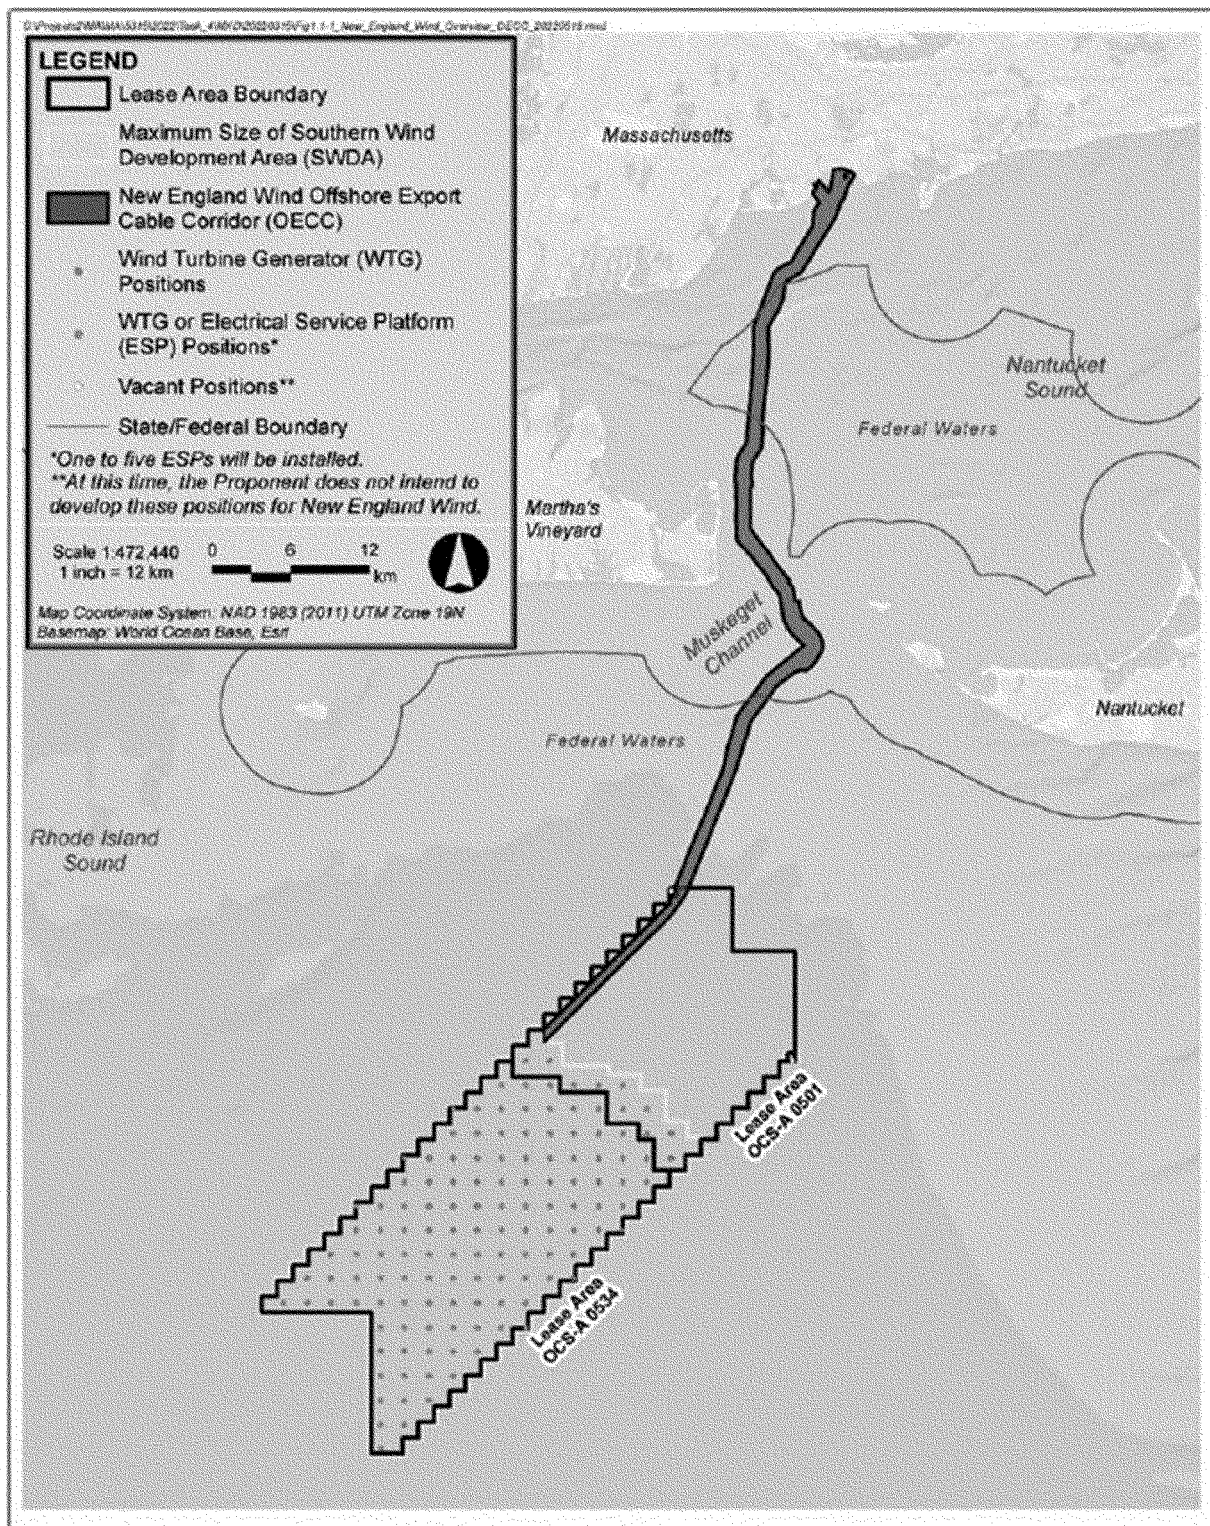 LEGEND
Lease Area Boundary
Maximum Size of Southern Wind
Development Area (SWDA)
New England Wind Offshore Export
Cable Corridor (OECC)
Wind Turbine Generator (WTG)
Positions
WTG or Electrical Service Platform
(ESP) Positions*
Vacant Positions**
State/Federal Boundary
*One to five ESPs will be installed.
**At this time, the Proponent does not intend to
develop these positions for New England Wind.
Scale 1:472,440
1 inch = 12 km
0 6 12
km
Map Coordinate System: NAD 1983 (2011) UTM Zone 19N
Basemap: World Ocean Base, Esri
Massachusetts
Nantucket
Sound
Federal Waters
Martha's
Vineyard
Muskeget
Channel
Nantucket
Federal Waters
Rhode Island
Sound
Lease Area
OCS-A 0501
Lease Area
OCS-A 0534